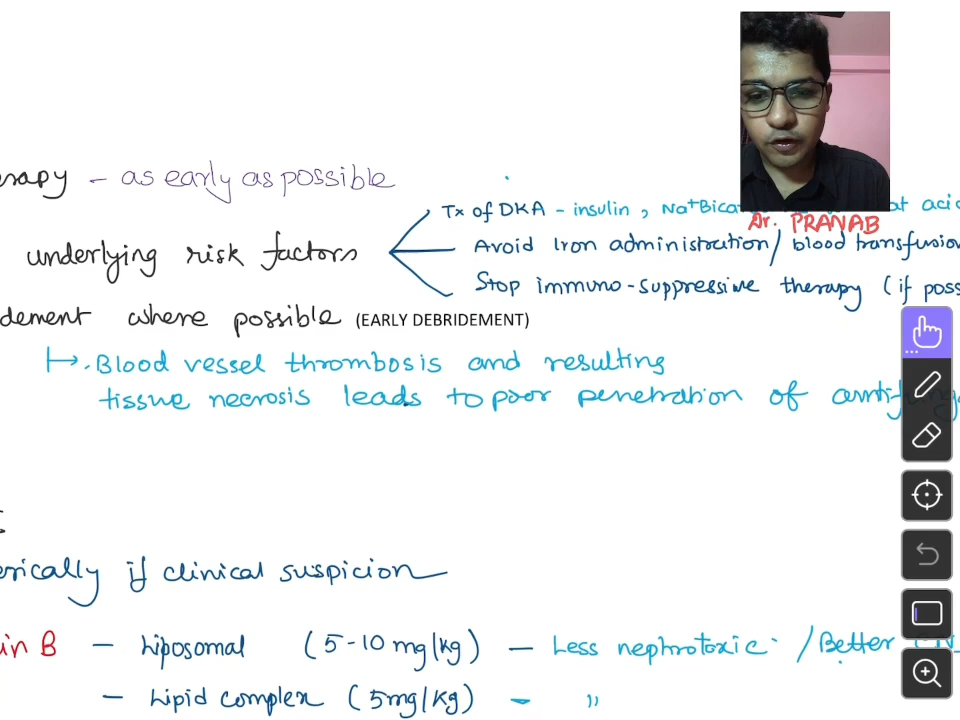 erapy - as early as possible
Tx of DKA - insulin, Na+Bica at acid
Dr. PRANAB
underlying risk factors
Avoid Iron administration / blood transfusion
Stop immuno-suppressive therapy (if poss
dement where possible (EARLY DEBRIDEMENT)
Blood vessel thrombosis and resulting
tissue necrosis leads to poor penetration of
erically if clinical suspicion
in B - Liposomal (5-10 mg/kg) - Less nephrotoxic / Better
- Lipid complex (5mg/kg) - "